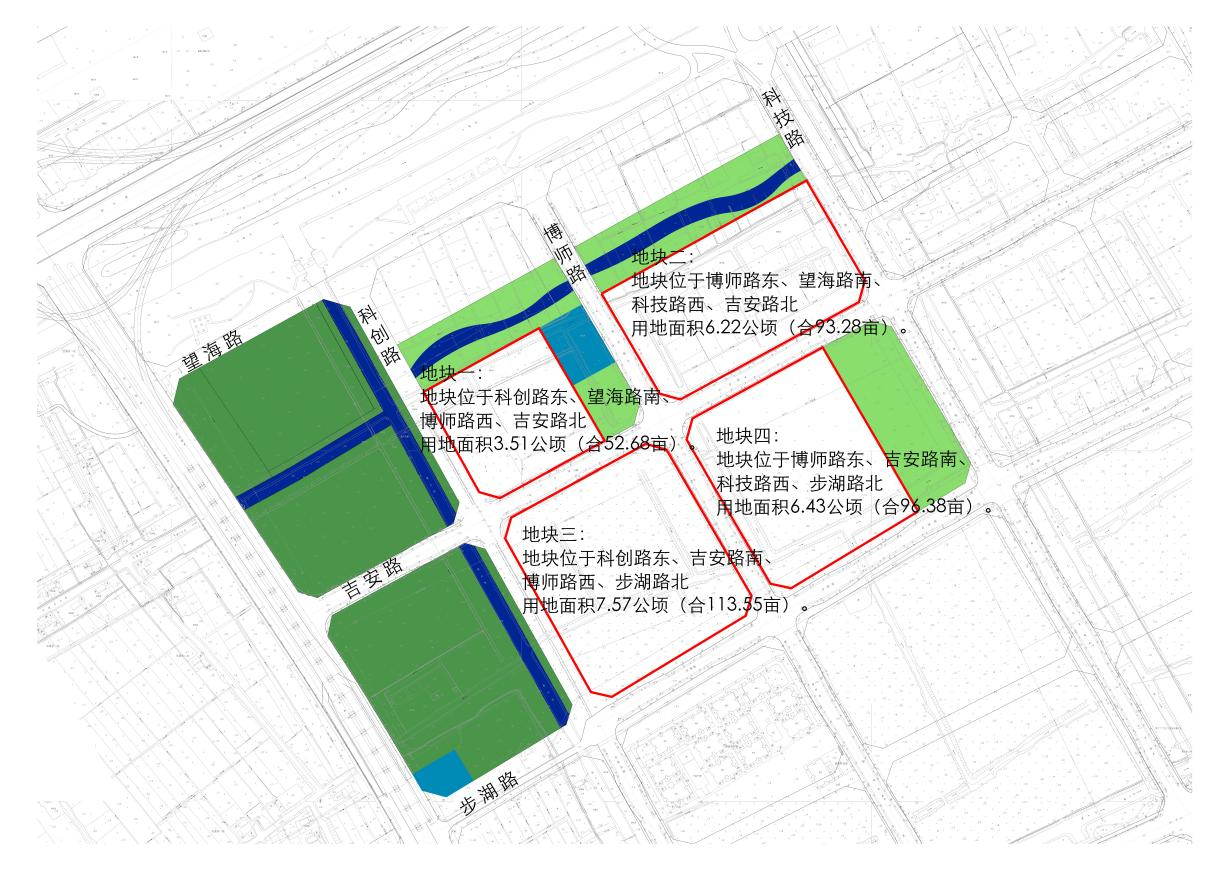 科技路
博师路
科创路
望海路
地块二：
地块位于博师路东、望海路南、
科技路西、吉安路北
用地面积6.22公顷（合93.28亩）。
地块一：
地块位于科创路东、望海路南、
博师路西、吉安路北
用地面积3.51公顷（合52.68亩）。
地块四：
地块位于博师路东、吉安路南、
科技路西、步湖路北
用地面积6.43公顷（合96.38亩）。
地块三：
地块位于科创路东、吉安路南、
博师路西、步湖路北
用地面积7.57公顷（合113.55亩）。
吉安路
步湖路